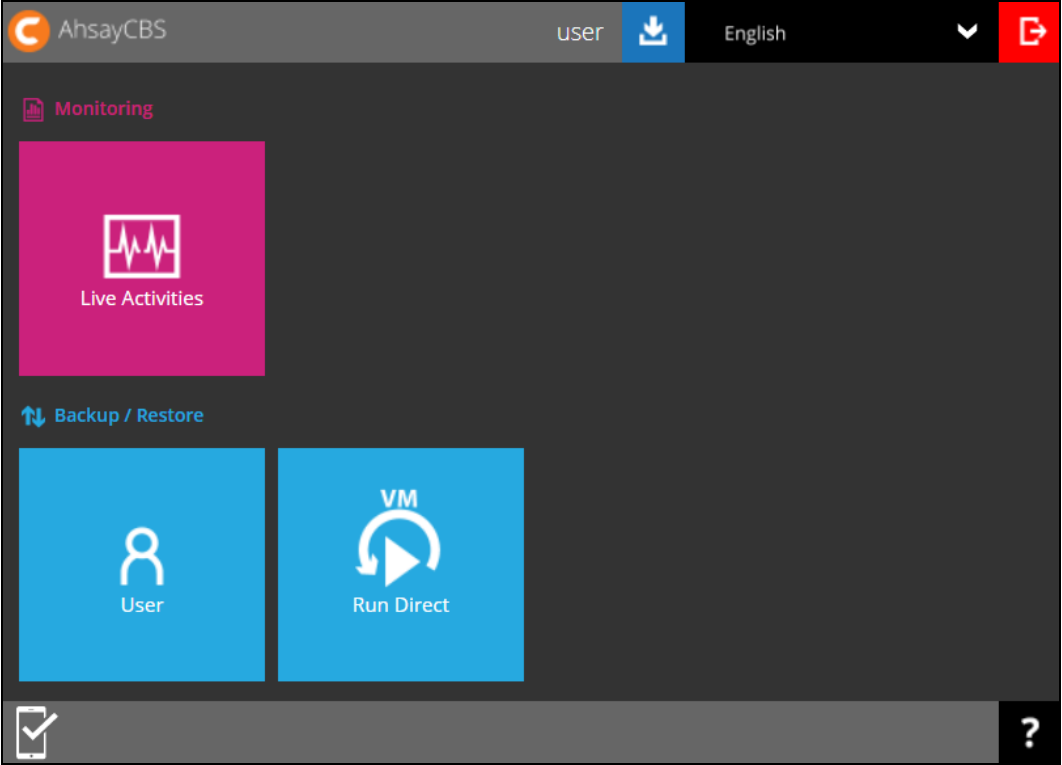 AhsayCBS
user
English
Monitoring
Live Activities
Backup / Restore
User
VM
Run Direct
?